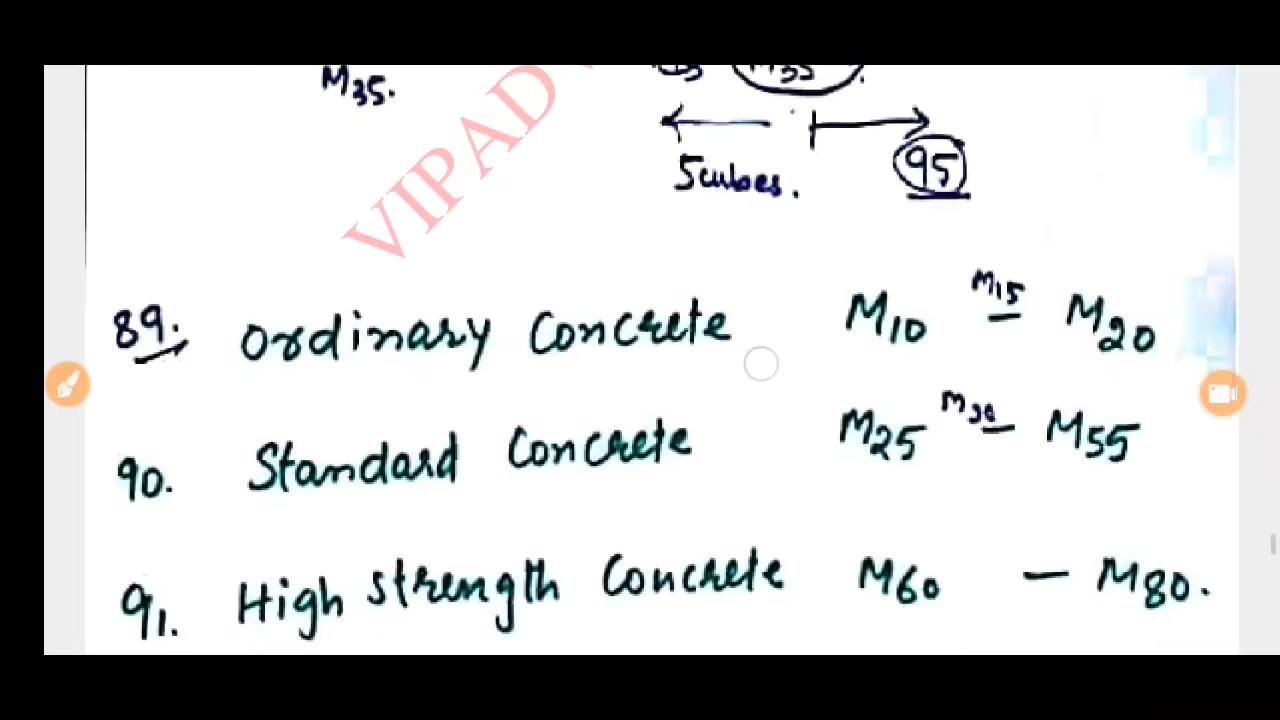 M35.
VIPAD
5cubes.
95
89. Ordinary Concrete M10 M15 - M20
90. Standard Concrete M25 M30 - M55
91. High strength Concrete M60 - M80.